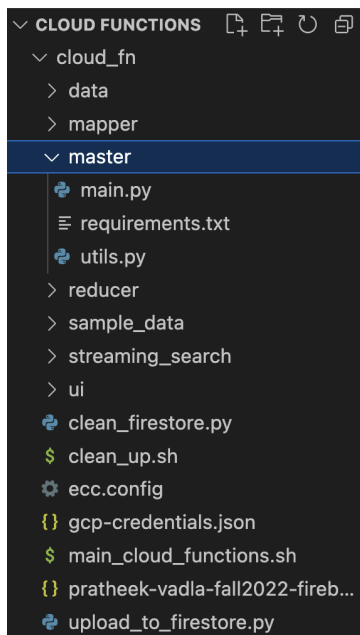 CLOUD FUNCTIONS
cloud_fn
data
mapper
master
main.py
requirements.txt
utils.py
reducer
sample_data
streaming_search
ui
clean_firestore.py
$ clean_up.sh
ecc.config
{} gcp-credentials.json
$ main_cloud_functions.sh
{} pratheek-vadla-fall2022-fireb...
upload_to_firestore.py